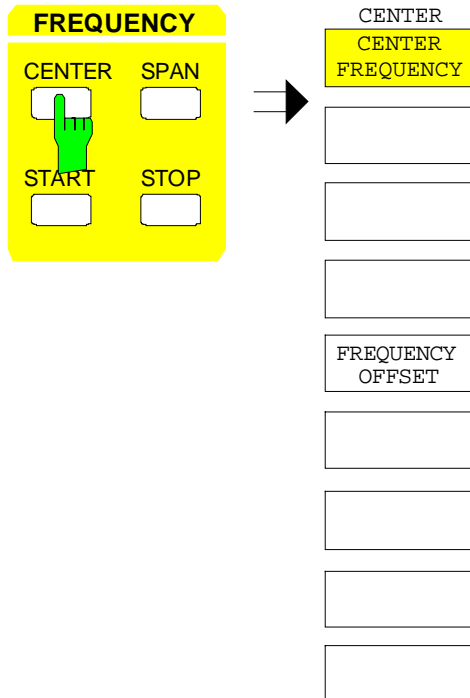 FREQUENCY
CENTER SPAN
START STOP
CENTER
CENTER
FREQUENCY
FREQUENCY
OFFSET